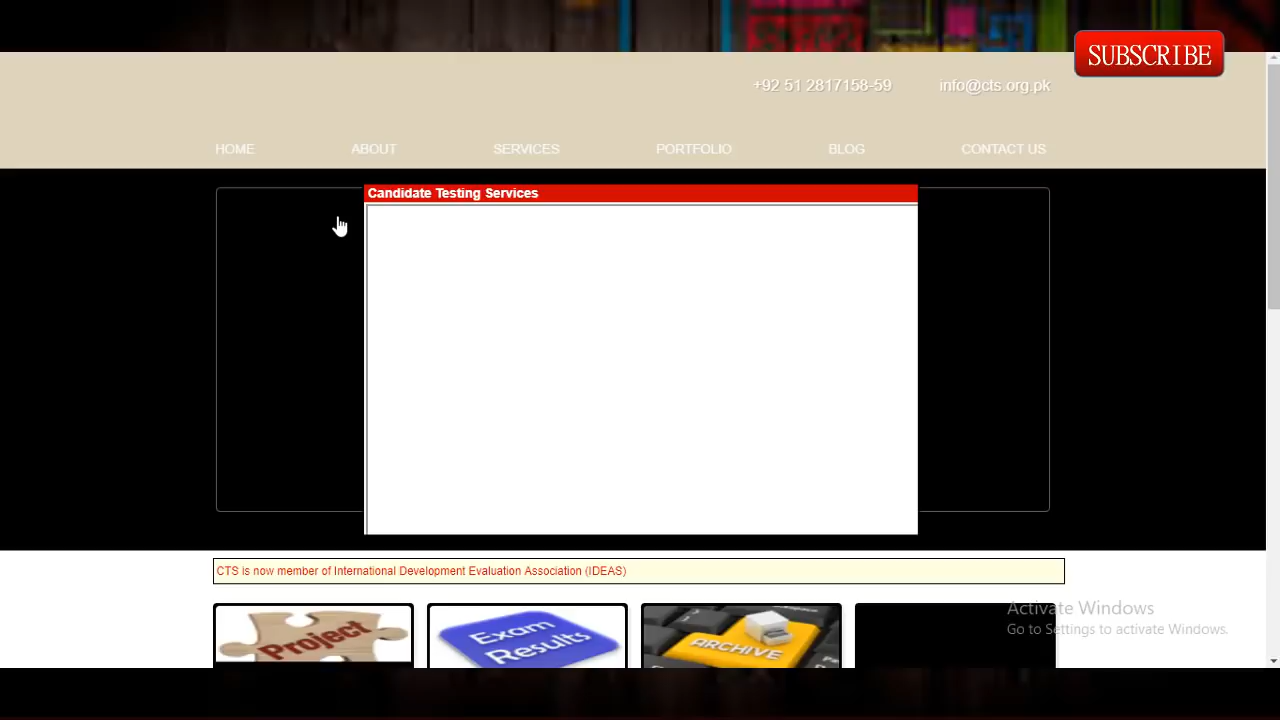 SUBSCRIBE
+92 51 2817158-59 info@cts.org.pk
HOME ABOUT SERVICES PORTFOLIO BLOG CONTACT US
Candidate Testing Services
CTS is now member of International Development Evaluation Association (IDEAS)
Project
Exam
Results
ARCHIVE
Activate Windows
Go to Settings to activate Windows.